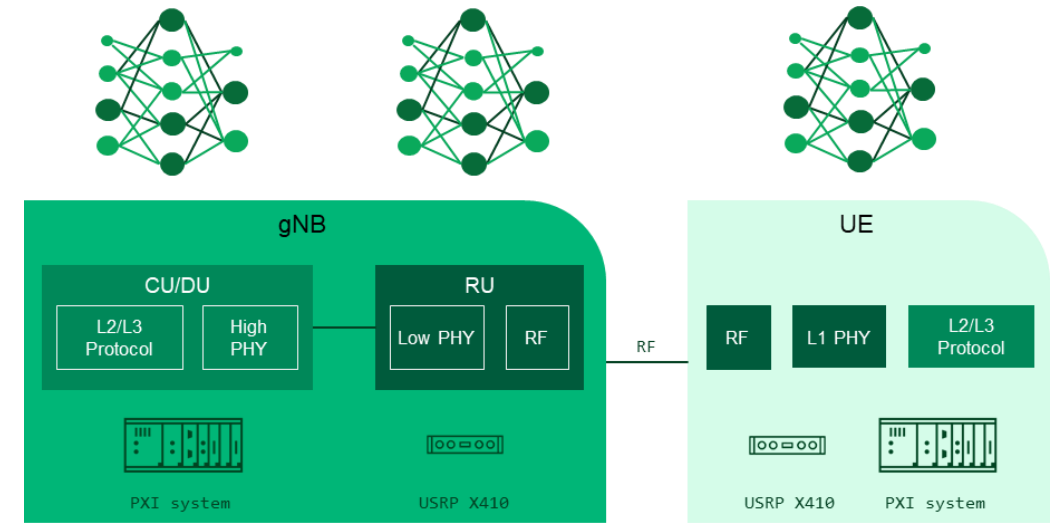 gNB
CU/DU
L2/L3
Protocol
High
PHY
RU
Low PHY
RF
PXI system
USRP X410
RF
UE
RF
L1 PHY
L2/L3
Protocol
USRP X410
PXI system